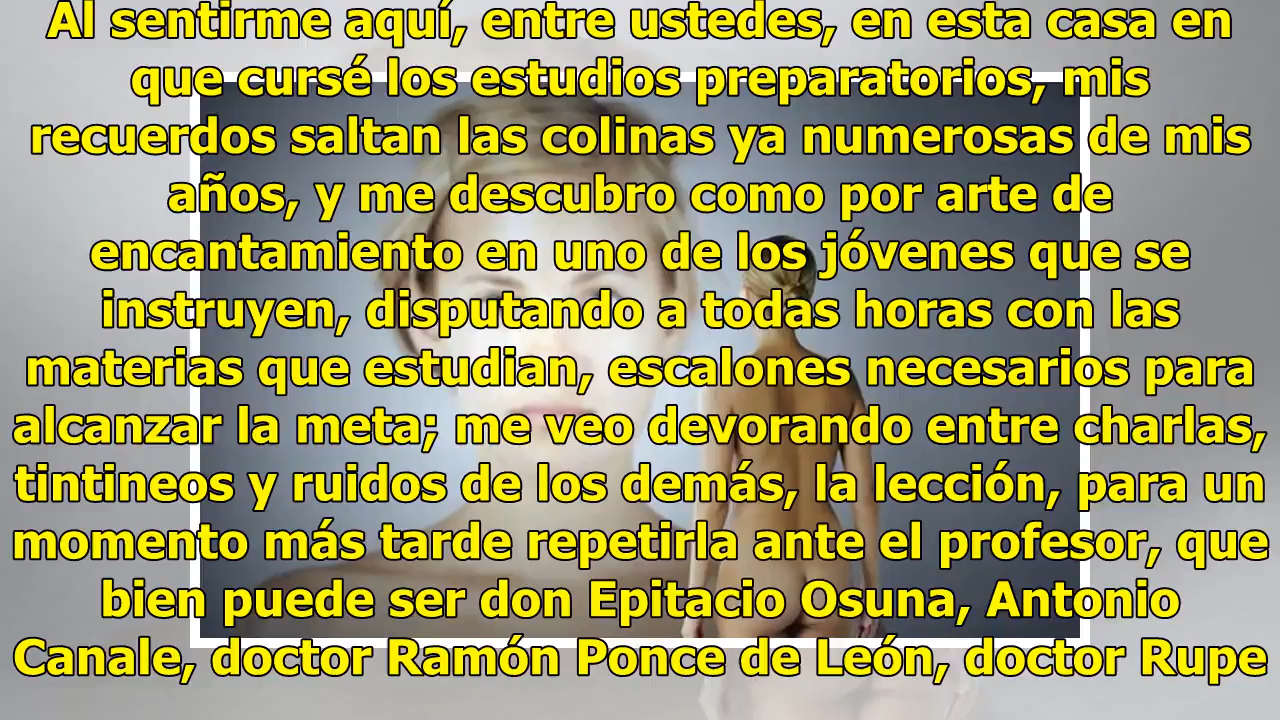 Al sentirme aquí, entre ustedes, en esta casa en
que cursé los estudios preparatorios, mis
recuerdos saltan las colinas ya numerosas de mis
años, y me descubro como por arte de
encantamiento en uno de los jóvenes que se
instruyen, disputando a todas horas con las
materias que estudian, escalones necesarios para
alcanzar la meta; me veo devorando entre charlas,
tintineos y ruidos de los demás, la lección, para un
momento más tarde repetirla ante el profesor, que
bien puede ser don Epitacio Osuna, Antonio
Canale, doctor Ramón Ponce de León, doctor Rupe